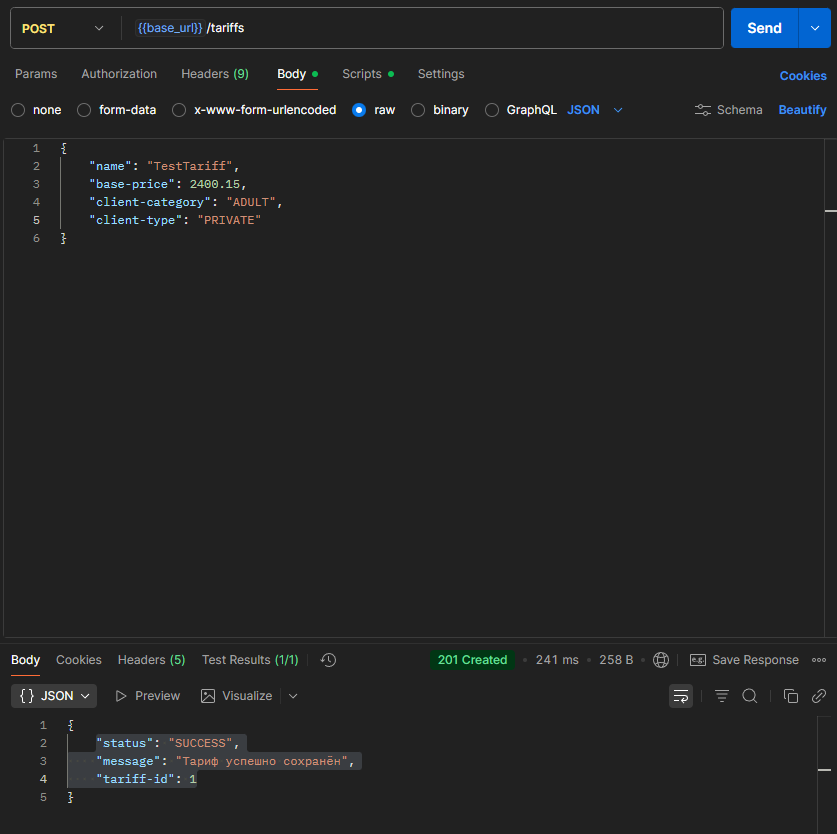 POST {{base_url}} /tariffs Send
Params Authorization Headers (9) Body Scripts Settings Cookies
none form-data x-www-form-urlencoded raw binary GraphQL JSON Schema Beautify
1 {
2 "name": "TestTariff",
3 "base-price": 2400.15,
4 "client-category": "ADULT",
5 "client-type": "PRIVATE"
6 }
Body Cookies Headers (5) Test Results (1/1) 201 Created 241 ms 258 B e.g. Save Response
{} JSON Preview Visualize
1 {
2 "status": "SUCCESS",
3 "message": "Тариф успешно сохранён",
4 "tariff-id": 1
5 }